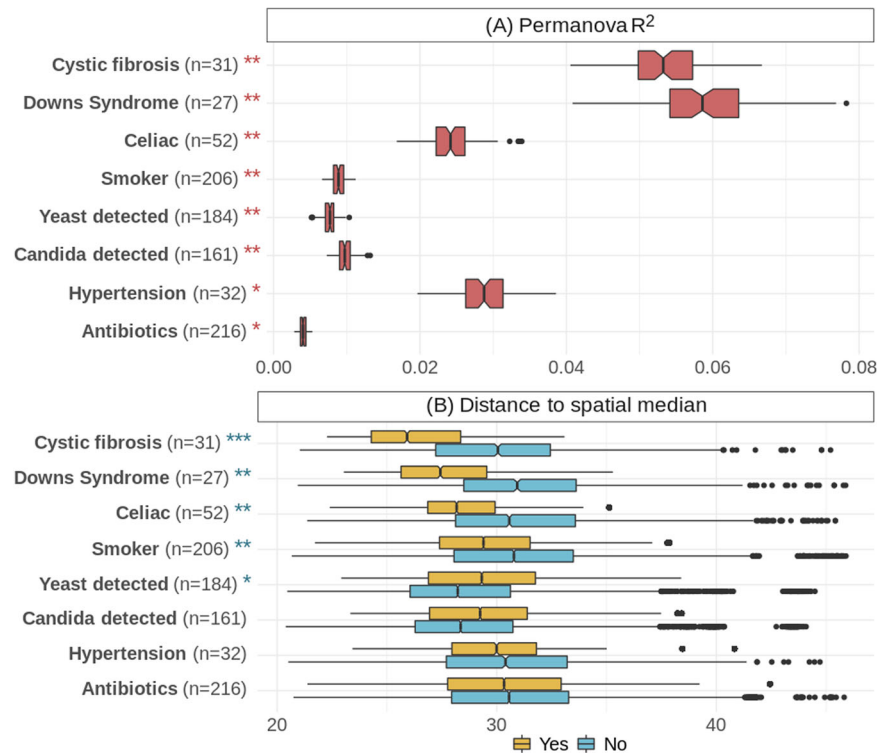 (A) Permanova R²
Cystic fibrosis (n=31) **
Downs Syndrome (n=27) **
Celiac (n=52) **
Smoker (n=206) **
Yeast detected (n=184) **
Candida detected (n=161) **
Hypertension (n=32) *
Antibiotics (n=216) *
0.00 0.02 0.04 0.06 0.08
(B) Distance to spatial median
Cystic fibrosis (n=31) ***
Downs Syndrome (n=27) **
Celiac (n=52) **
Smoker (n=206) **
Yeast detected (n=184) *
Candida detected (n=161)
Hypertension (n=32)
Antibiotics (n=216)
20 30 40
Yes No